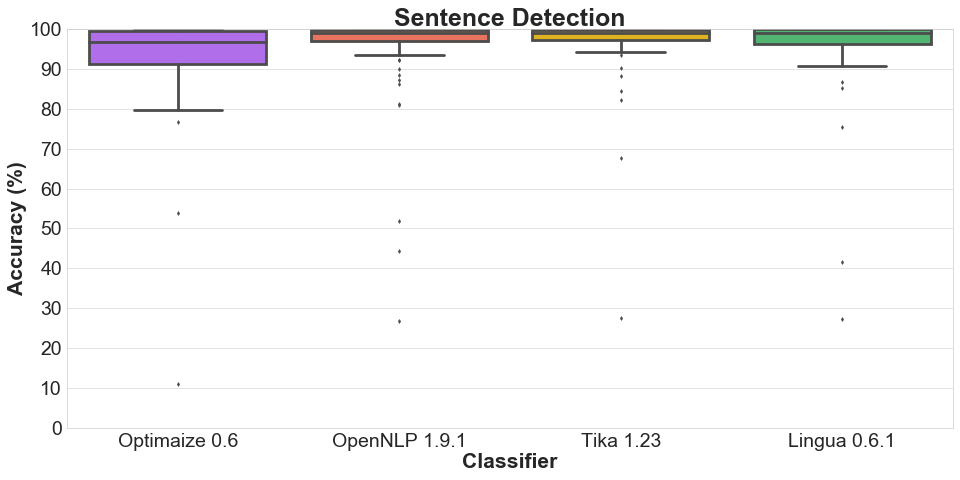 Sentence Detection
Accuracy (%)
100
90
80
70
60
50
40
30
20
10
0
Optimaize 0.6
OpenNLP 1.9.1
Tika 1.23
Lingua 0.6.1
Classifier